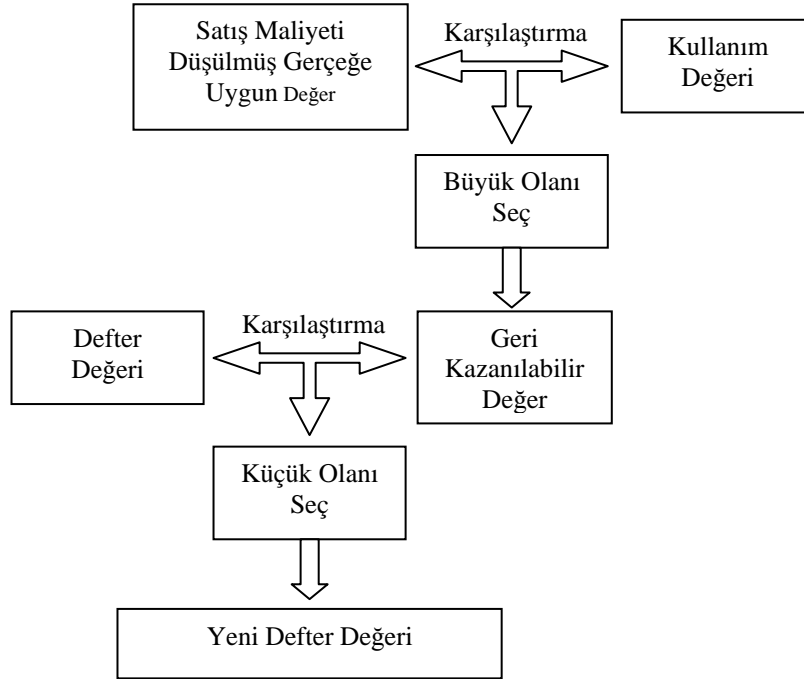 Satış Maliyeti
Düşülmüş Gerçeğe
Uygun Değer
Karşılaştırma
Kullanım
Değeri
Büyük Olanı
Seç
Defter
Değeri
Karşılaştırma
Geri
Kazanılabilir
Değer
Küçük Olanı
Seç
Yeni Defter Değeri